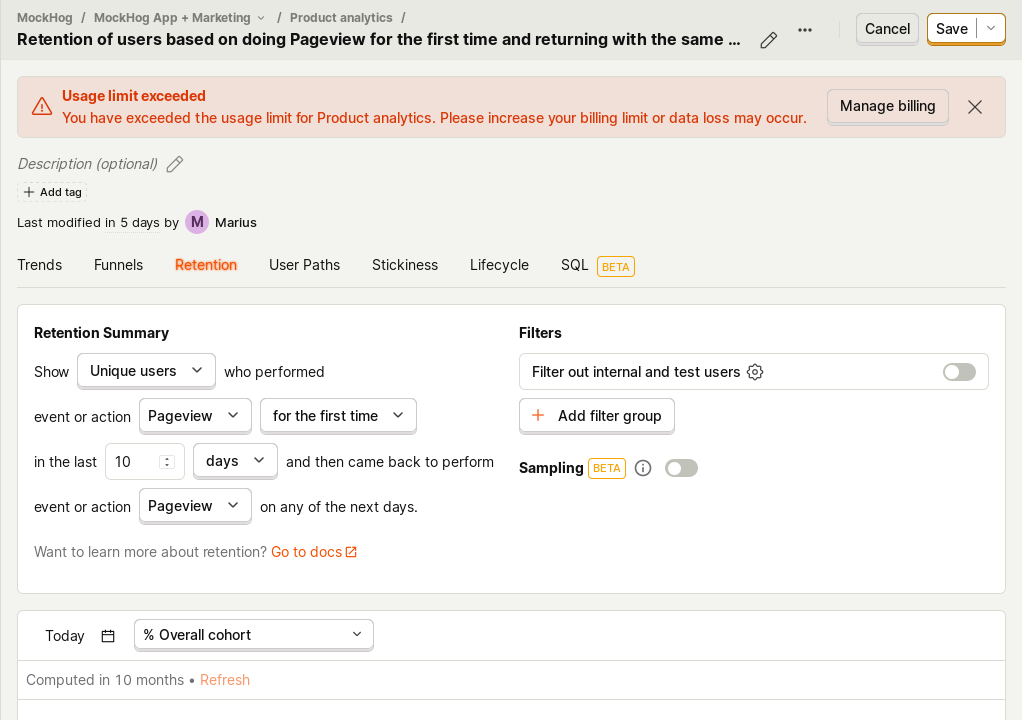 MockHog / MockHog App + Marketing / Product analytics /
Retention of users based on doing Pageview for the first time and returning with the same ...
Cancel
Save
Usage limit exceeded
You have exceeded the usage limit for Product analytics. Please increase your billing limit or data loss may occur.
Manage billing
Description (optional)
Add tag
Last modified in 5 days by M Marius
Trends Funnels Retention User Paths Stickiness Lifecycle SQL BETA
Retention Summary
Show Unique users who performed
event or action Pageview for the first time
in the last 10 days and then came back to perform
event or action Pageview on any of the next days.
Want to learn more about retention? Go to docs
Filters
Filter out internal and test users
Add filter group
Sampling BETA
Today % Overall cohort
Computed in 10 months • Refresh